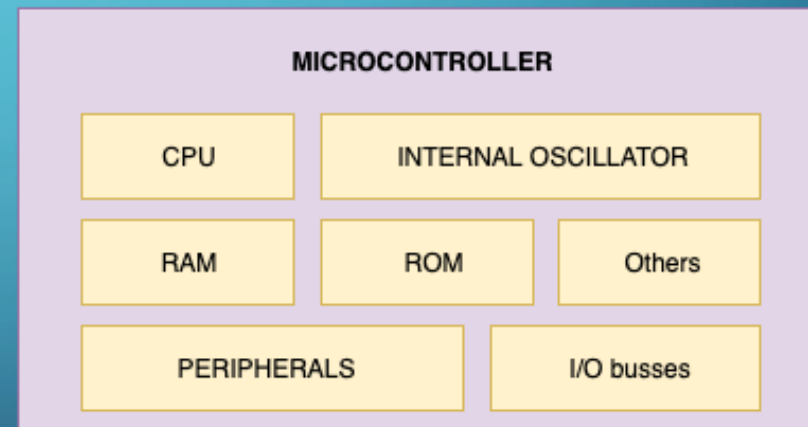 MICROCONTROLLER
CPU
INTERNAL OSCILLATOR
RAM
ROM
Others
PERIPHERALS
I/O busses